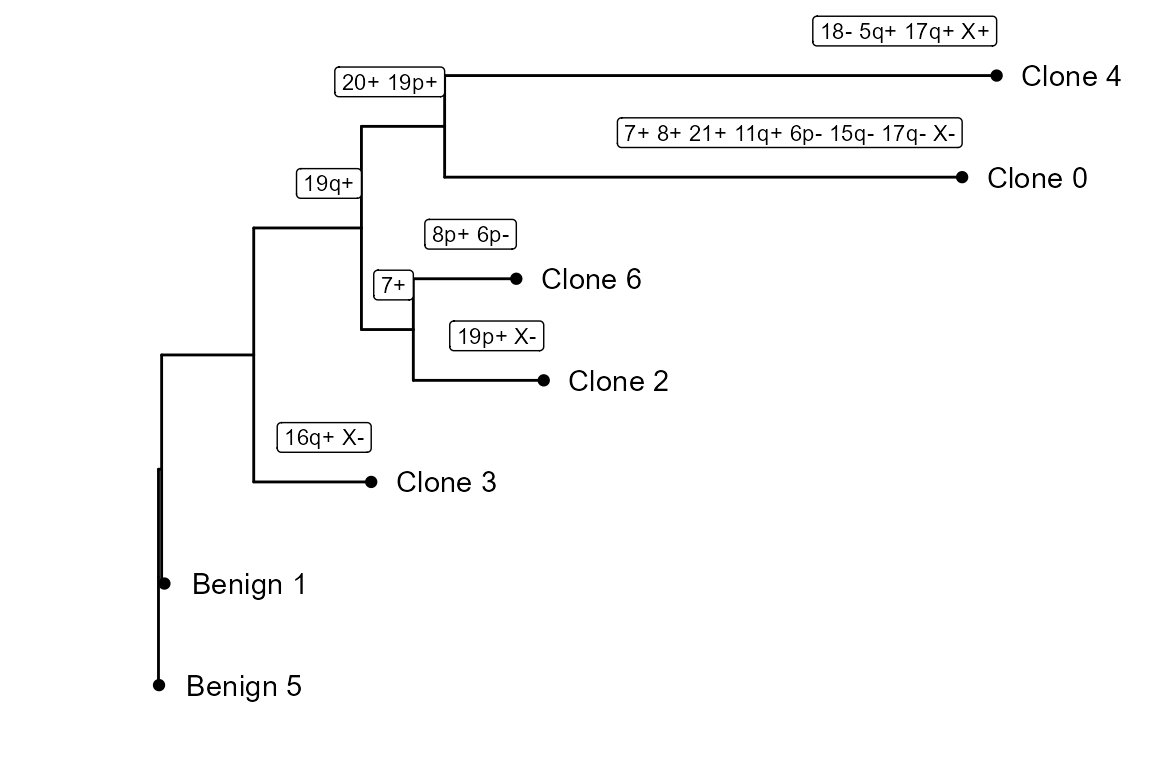 18- 5q+ 17q+ X+
20+ 19p+
Clone 4
7+ 8+ 21+ 11q+ 6p- 15q- 17q- X-
Clone 0
19q+
8p+ 6p-
Clone 6
7+
19p+ X-
Clone 2
16q+ X-
Clone 3
Benign 1
Benign 5